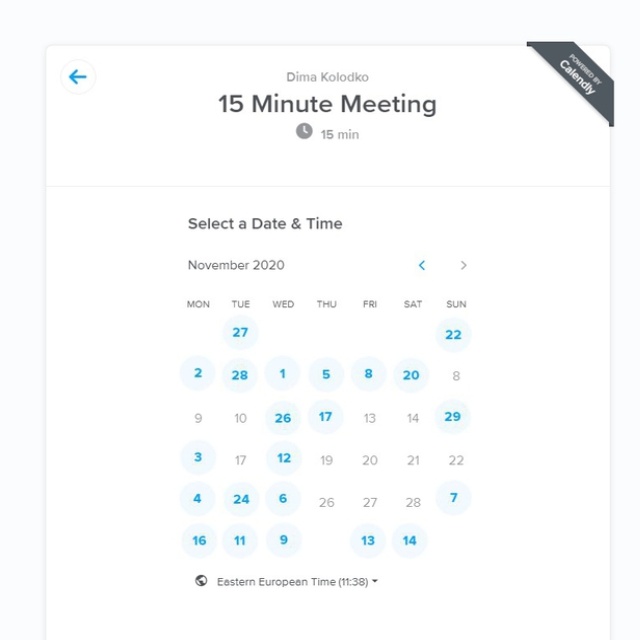 POWERED BY
Calendly
Dima Kolodko
15 Minute Meeting
15 min
Select a Date & Time
November 2020
MON TUE WED THU FRI SAT SUN
27 22
2 28 1 5 8 20 8
9 10 26 17 13 14 29
3 17 12 19 20 21 22
4 24 6 26 27 28 7
16 11 9 13 14
Eastern European Time (11:38)